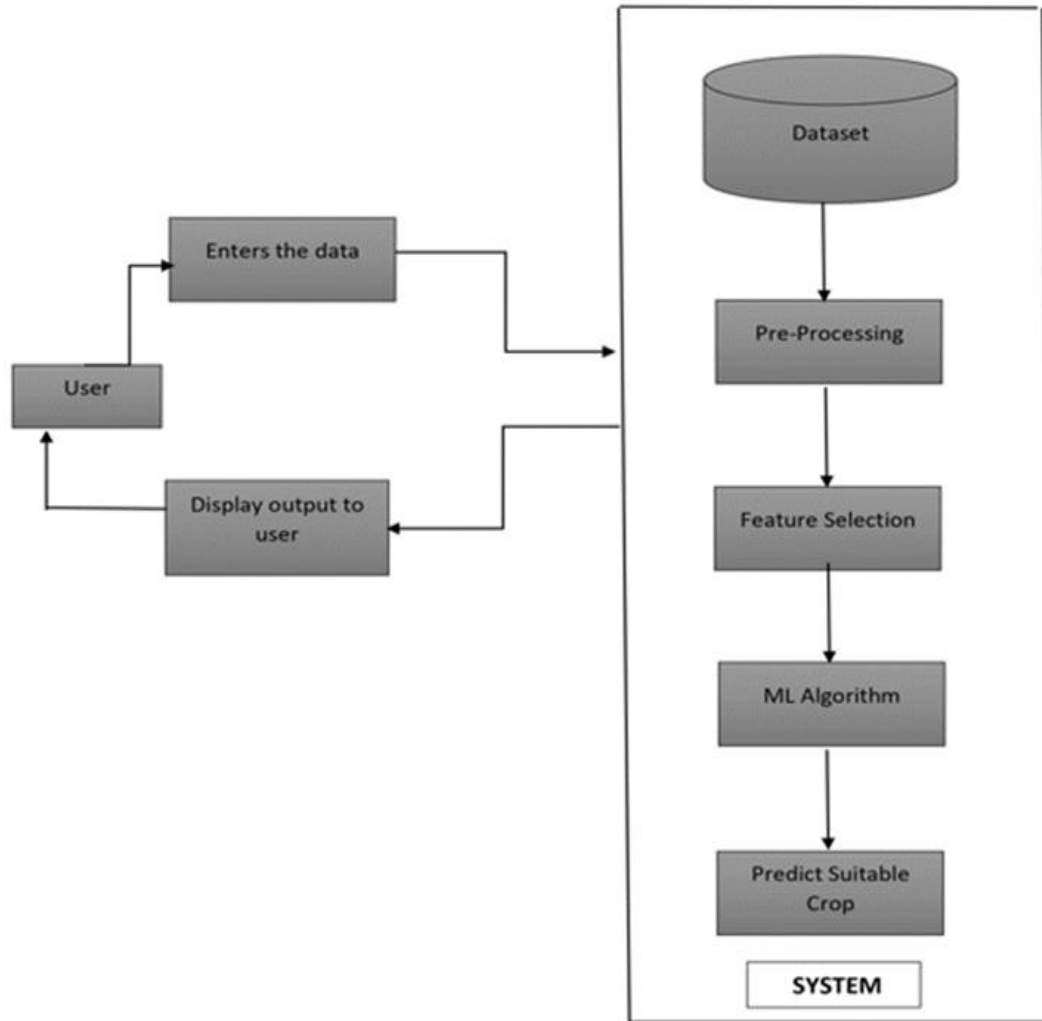 Dataset
Enters the data
Pre-Processing
User
Display output to
user
Feature Selection
ML Algorithm
Predict Suitable
Crop
SYSTEM